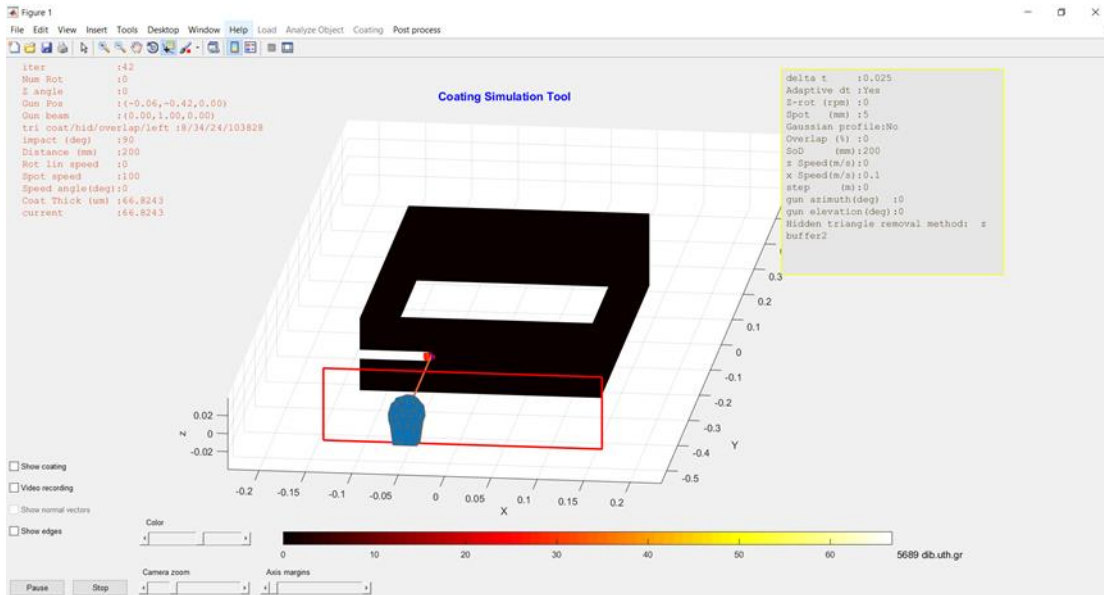 Figure 1
File Edit View Insert Tools Desktop Window Help Load Analyze Object Coating Post process
iter :42
Num Rot :0
Z angle :0
Gun Pos :(-0.06,-0.42,0.00)
Gun beam :(0.00,1.00,0.00)
tri coat/hid/overlap/left :8/34/24/103828
impact (deg) :90
Distance (mm) :200
Rot lin speed :0
Spot speed :100
Speed angle(deg):0
Coat Thick (um) :66.8243
current :66.8243
Coating Simulation Tool
delta t :0.025
Adaptive dt :Yes
Z-rot (rpm) :0
Spot (mm) :5
Gaussian profile:No
Overlap (%) :0
SoD (mm):200
z Speed(m/s):0
x Speed(m/s):0.1
step (m):0
gun azimuth(deg) :0
gun elevation(deg):0
Hidden triangle removal method: z
buffer2
0.3
0.2
0.1
0
-0.1
-0.2
-0.3
-0.4
-0.5
Y
0.02
0
-0.02
z
-0.2 -0.15 -0.1 -0.05 0 0.05 0.1 0.15 0.2
X
Show coating
Video recording
Show normal vectors
Show edges
Color
0 10 20 30 40 50 60
5689 dib.uth.gr
Camera zoom
Axis margins
Pause
Stop